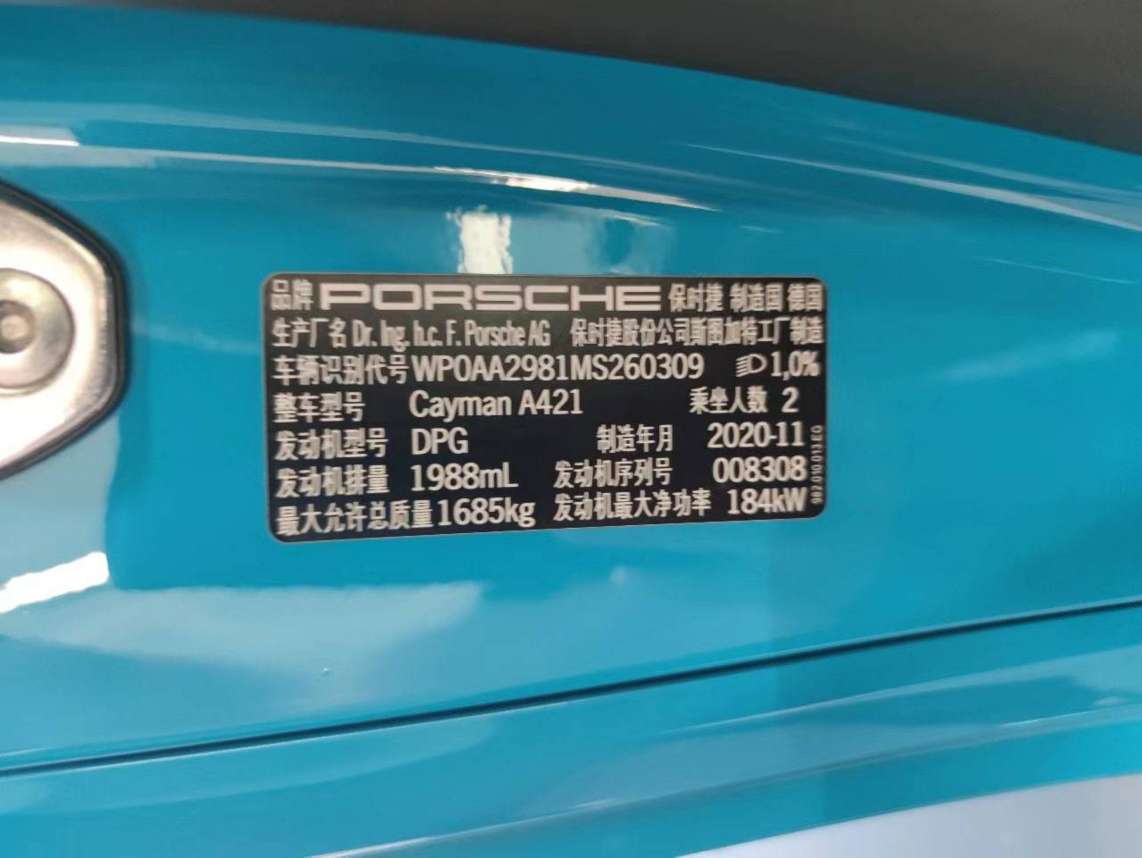 品牌 PORSCHE 保时捷 制造国 德国
生产厂名 Dr. Ing. h.c. F. Porsche AG 保时捷股份公司斯图加特工厂制造
车辆识别代号 WP0AA2981MS260309 1,0%
整车型号 Cayman A421 乘坐人数 2
发动机型号 DPG 制造年月 2020-11
发动机排量 1988mL 发动机序列号 008308
最大允许总质量 1685kg 发动机最大净功率 184kW